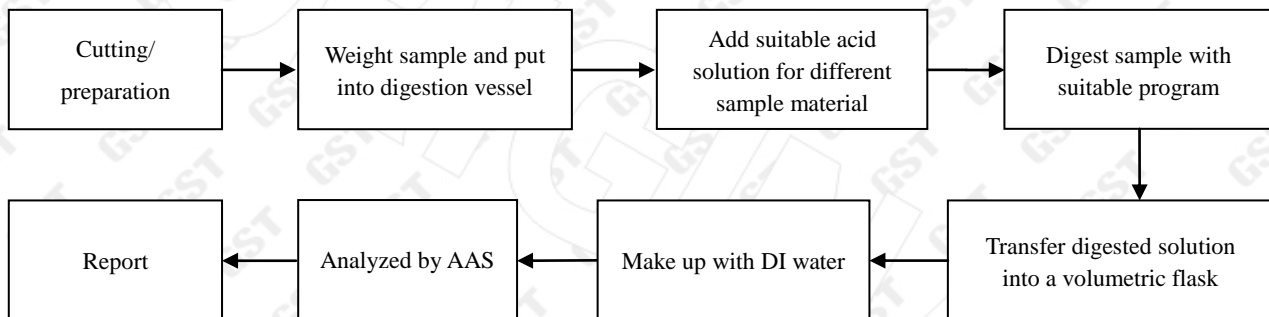 Cutting/
preparation
Weight sample and put
into digestion vessel
Add suitable acid
solution for different
sample material
Digest sample with
suitable program
Transfer digested solution
into a volumetric flask
Make up with DI water
Analyzed by AAS
Report
GST